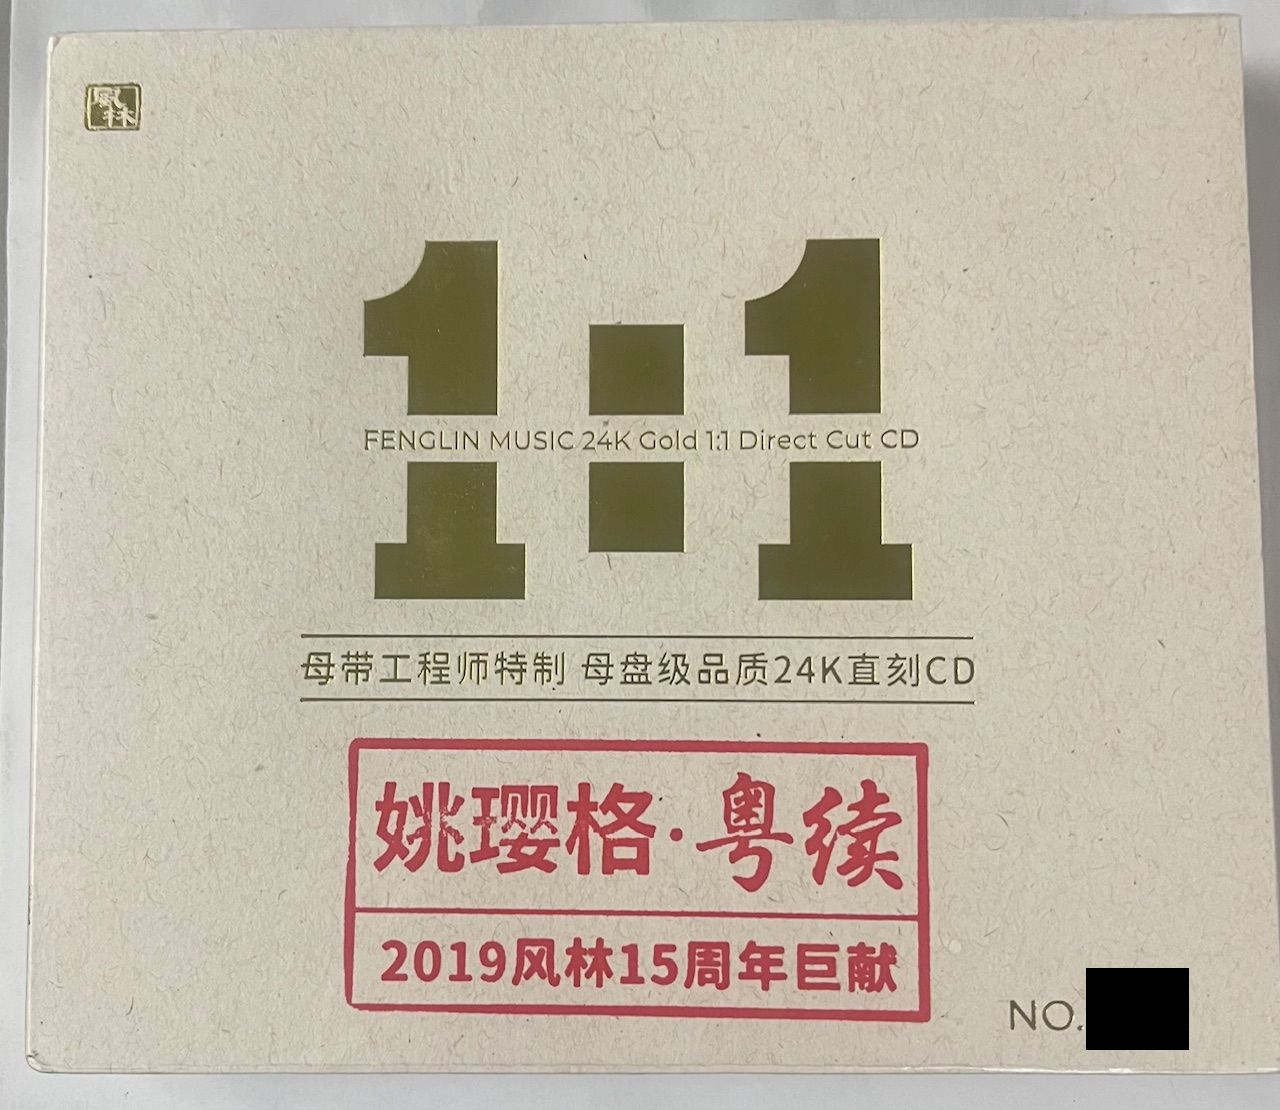 風林
1:1
FENGLIN MUSIC 24K Gold 1:1 Direct Cut CD
母带工程师特制 母盘级品质24K直刻CD
姚璎格·粤续
2019风林15周年巨献
NO.